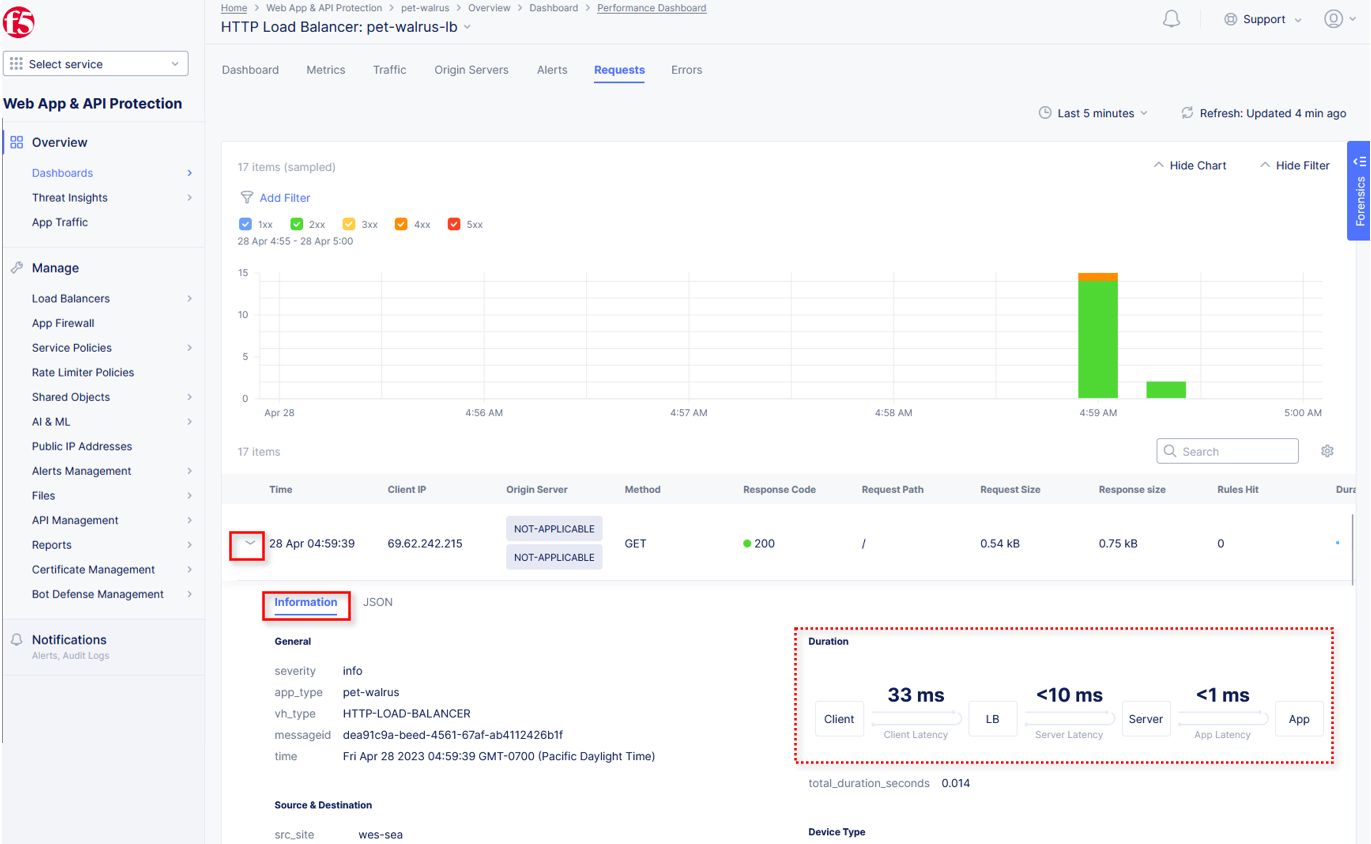 f5
Home > Web App & API Protection > pet-walrus > Overview > Dashboard > Performance Dashboard
HTTP Load Balancer: pet-walrus-lb
Support
Select service
Web App & API Protection
Overview
Dashboards
Threat Insights
App Traffic
Manage
Load Balancers
App Firewall
Service Policies
Rate Limiter Policies
Shared Objects
AI & ML
Public IP Addresses
Alerts Management
Files
API Management
Reports
Certificate Management
Bot Defense Management
Notifications
Alerts, Audit Logs
Dashboard Metrics Traffic Origin Servers Alerts Requests Errors
Last 5 minutes Refresh: Updated 4 min ago
17 items (sampled) Hide Chart Hide Filter
Forensics
Add Filter
1xx 2xx 3xx 4xx 5xx
28 Apr 4:55 - 28 Apr 5:00
15
10
5
0
Apr 28 4:56 AM 4:57 AM 4:58 AM 4:59 AM 5:00 AM
17 items Search
Time Client IP Origin Server Method Response Code Request Path Request Size Response size Rules Hit Dura
NOT-APPLICABLE
28 Apr 04:59:39 69.62.242.215 GET 200 / 0.54 kB 0.75 kB 0
NOT-APPLICABLE
Information JSON
General
severity info
app_type pet-walrus
vh_type HTTP-LOAD-BALANCER
messageid dea91c9a-beed-4561-67af-ab4112426b1f
time Fri Apr 28 2023 04:59:39 GMT-0700 (Pacific Daylight Time)
Source & Destination
src_site wes-sea
Duration
33 ms <10 ms <1 ms
Client LB Server App
Client Latency Server Latency App Latency
total_duration_seconds 0.014
Device Type